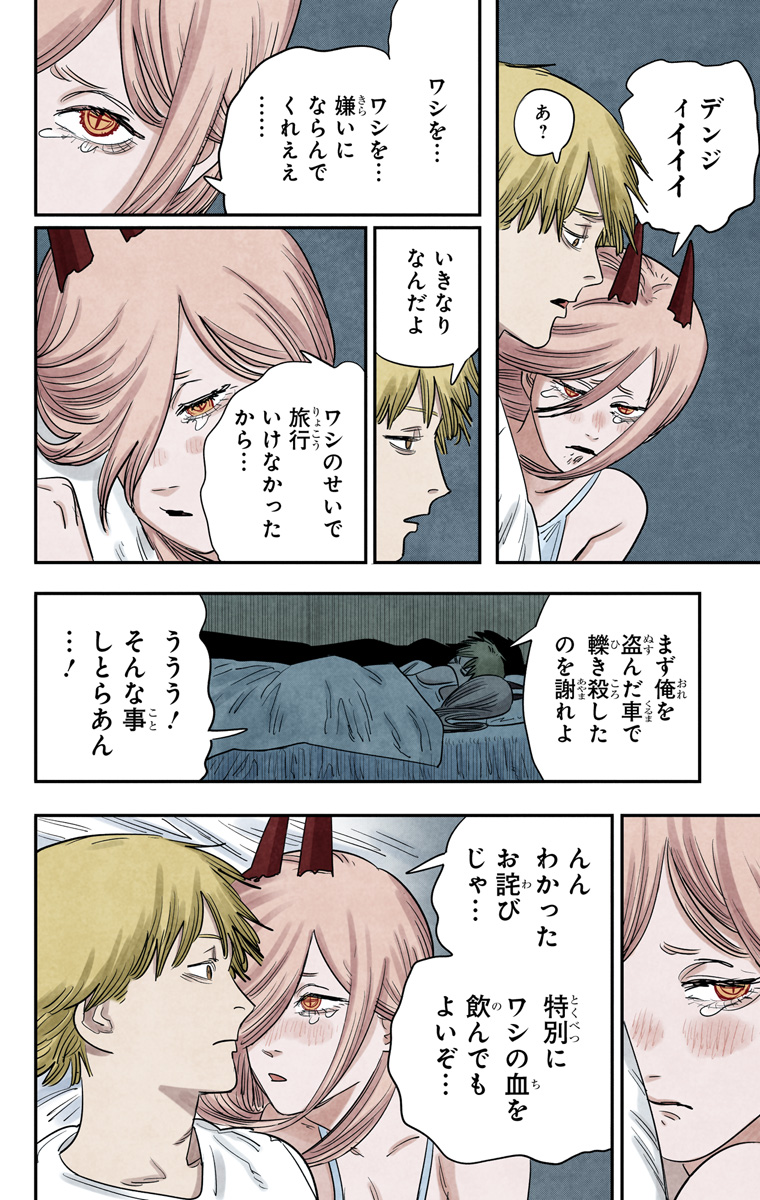 デンジ
ィイイイ
あ？
ワシを…
ワシを…
嫌いに
ならんで
くれええ
……
いきなり
なんだよ
ワシのせいで
旅行
いけなかった
から…
まず俺を
盗んだ車で
轢き殺した
のを謝れよ
ううう！
そんな事
しとらあん
…！
んん
わかった
お詫び
じゃ…
特別に
ワシの血を
飲んでも
よいぞ…